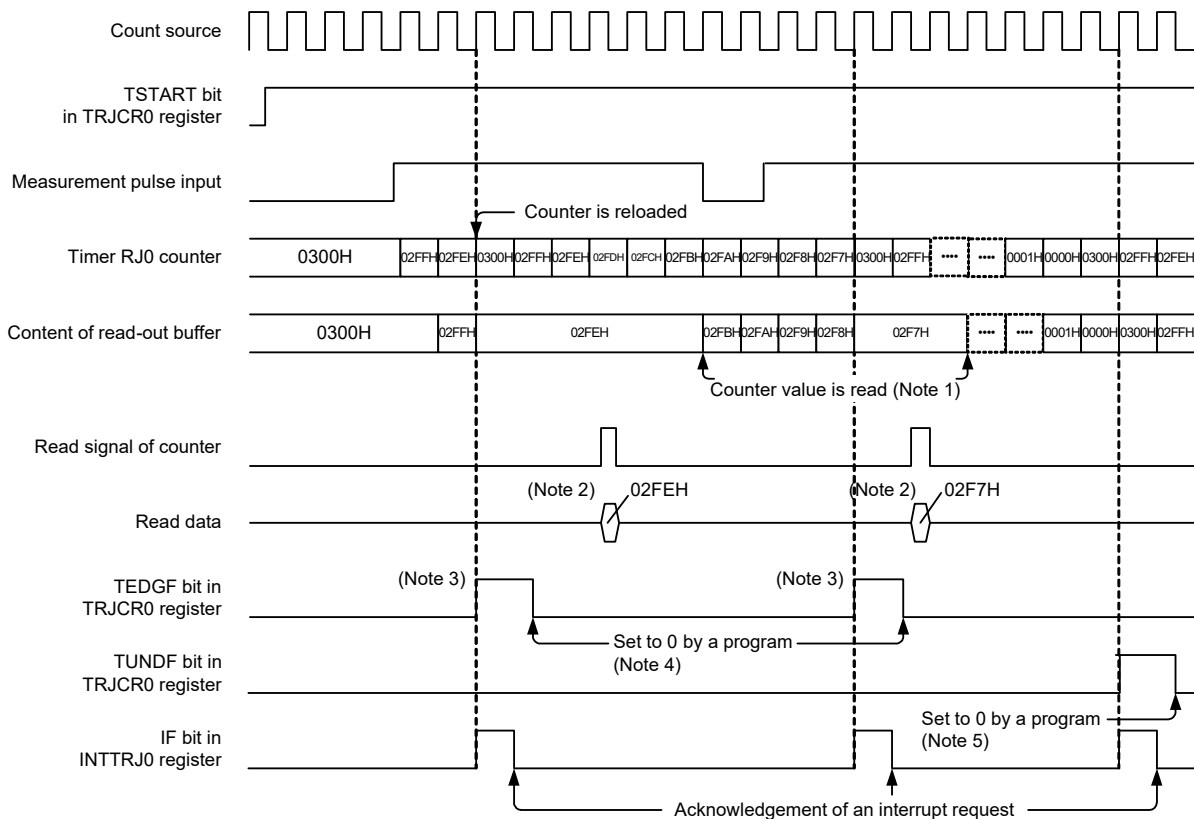 Count source
TSTART bit
in TRJCR0 register
Measurement pulse input
Counter is reloaded
Timer RJ0 counter
0300H 02FFH 02FEH 0300H 02FFH 02FEH 02FDH 02FCH 02FBH 02FAH 02F9H 02F8H 02F7H 0300H 02FFH •••• •••• 0001H 0000H 0300H 02FFH 02FEH
Content of read-out buffer
0300H 02FFH 02FEH 02FBH 02FAH 02F9H 02F8H 02F7H •••• •••• 0001H 0000H 0300H 02FFH
Counter value is read (Note 1)
Read signal of counter
(Note 2) 02FEH (Note 2) 02F7H
Read data
TEDGF bit in
TRJCR0 register
(Note 3) (Note 3)
Set to 0 by a program
(Note 4)
TUNDF bit in
TRJCR0 register
Set to 0 by a program
(Note 5)
IF bit in
INTTRJ0 register
Acknowledgement of an interrupt request